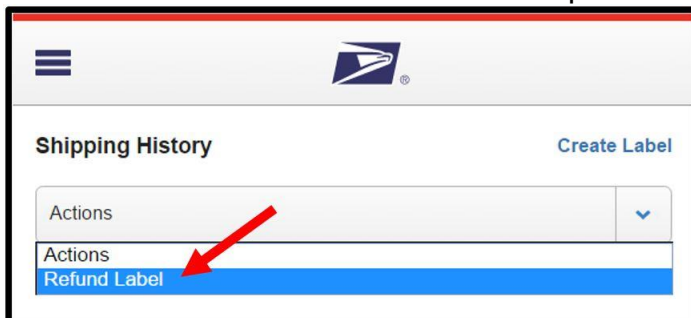 ®
Shipping History
Create Label
Actions
Actions
Refund Label